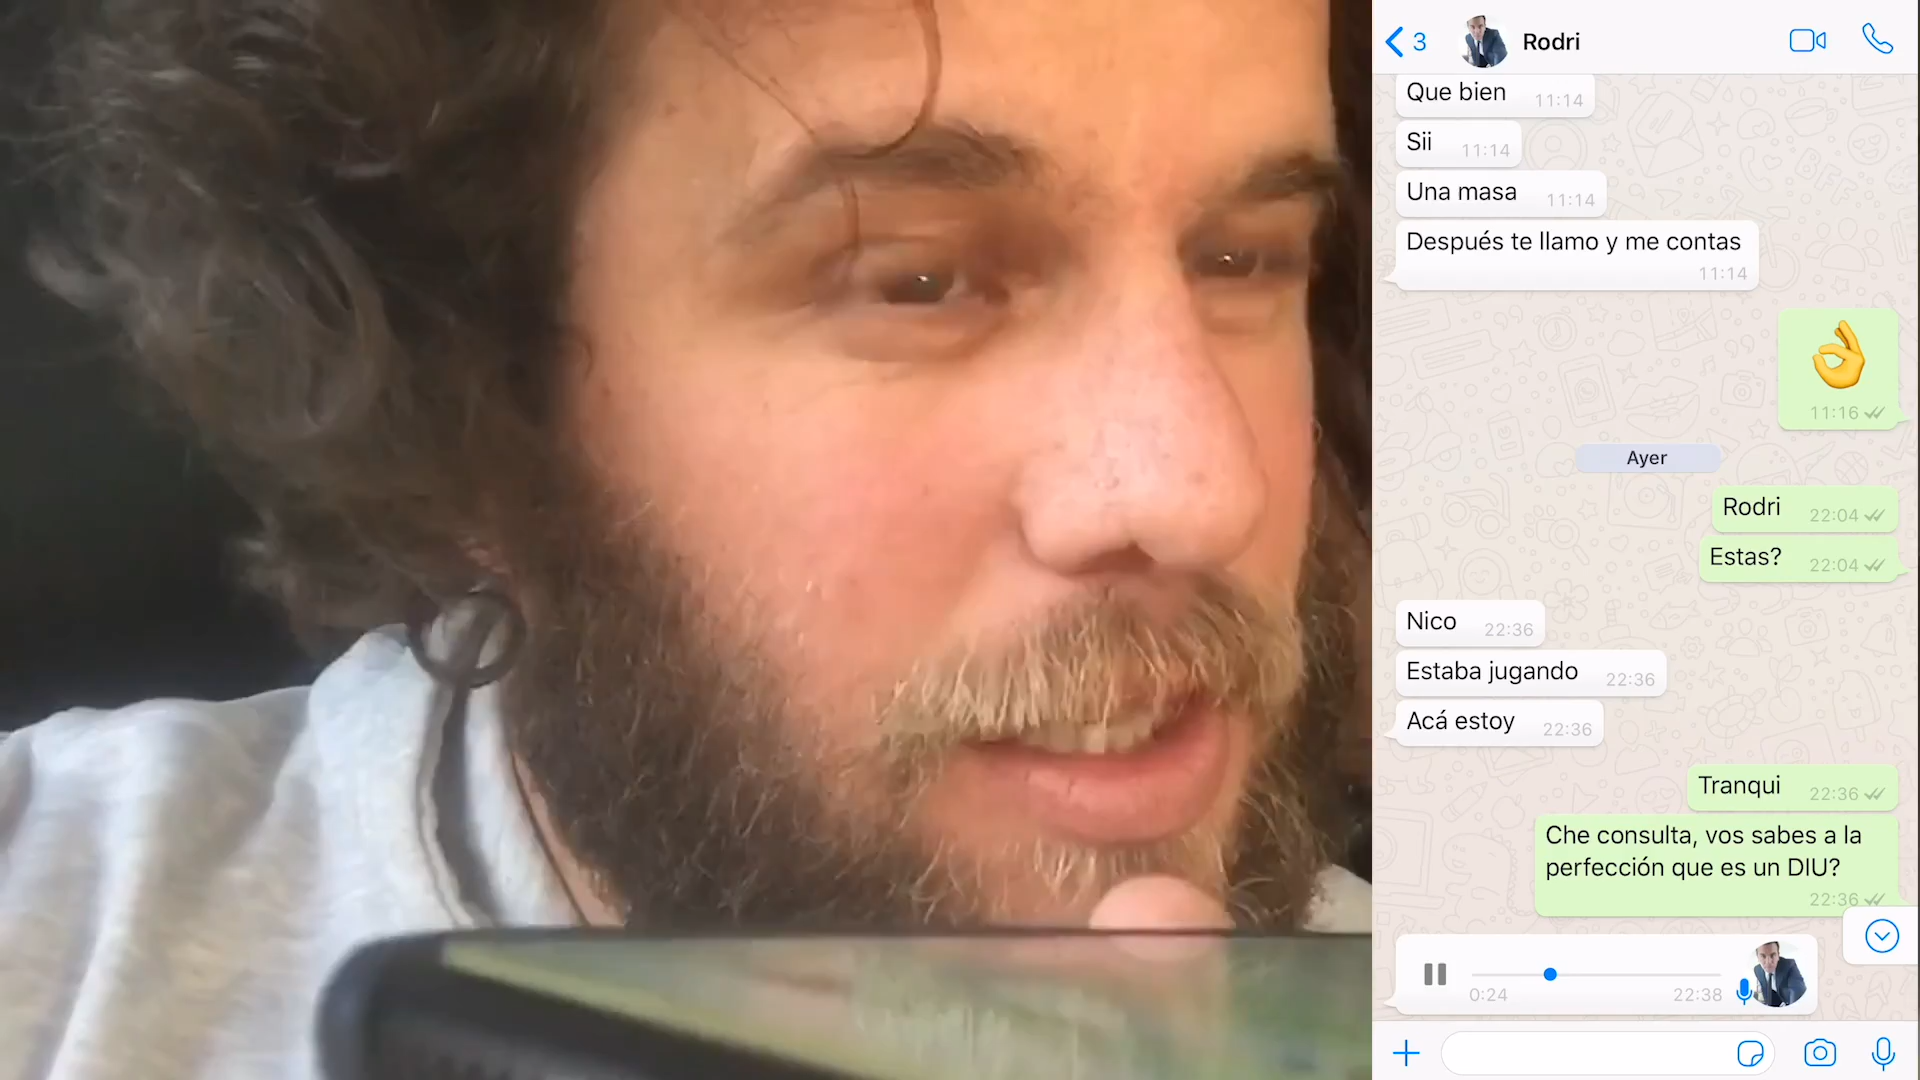 3
Rodri
Que bien 11:14
Sii 11:14
Una masa 11:14
Después te llamo y me contas
11:14
11:16
Ayer
Rodri 22:04
Estas? 22:04
Nico 22:36
Estaba jugando 22:36
Acá estoy 22:36
Tranqui 22:36
Che consulta, vos sabes a la
perfección que es un DIU?
22:36
0:24 22:38